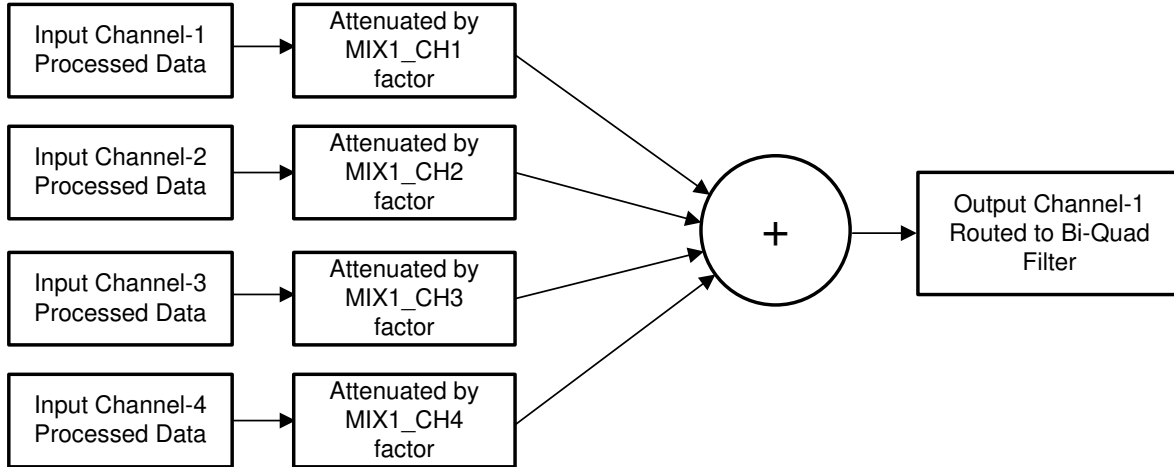 Input Channel-1
Processed Data
Attenuated by
MIX1_CH1
factor
Input Channel-2
Processed Data
Attenuated by
MIX1_CH2
factor
Input Channel-3
Processed Data
Attenuated by
MIX1_CH3
factor
Input Channel-4
Processed Data
Attenuated by
MIX1_CH4
factor
+
Output Channel-1
Routed to Bi-Quad
Filter